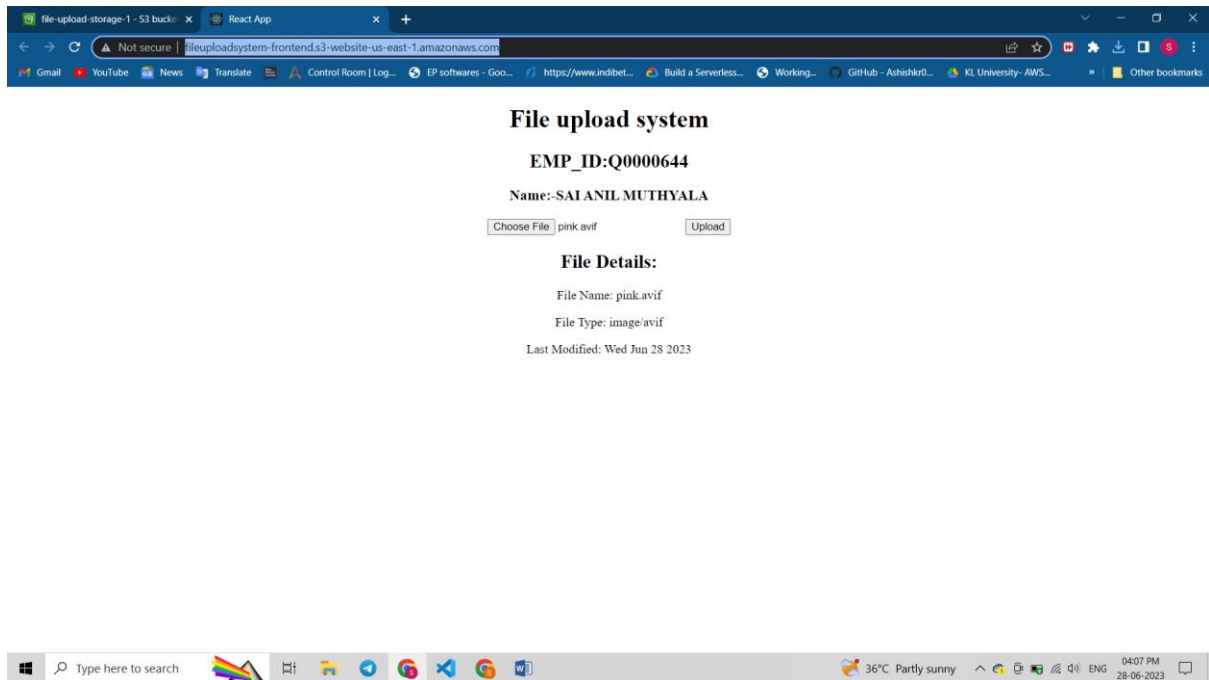 file-upload-storage-1 - S3 bucke
React App
Not secure | fileuploadsystem-frontend.s3-website-us-east-1.amazonaws.com
Gmail YouTube News Translate Control Room | Log... EP softwares - Goo... https://www.indibet... Build a Serverless... Working... GitHub - Ashishkr0... KL University- AWS... » Other bookmarks
File upload system
EMP_ID:Q0000644
Name:-SAI ANIL MUTHYALA
Choose File pink.avif Upload
File Details:
File Name: pink.avif
File Type: image/avif
Last Modified: Wed Jun 28 2023
Type here to search
36°C Partly sunny
ENG
04:07 PM
28-06-2023